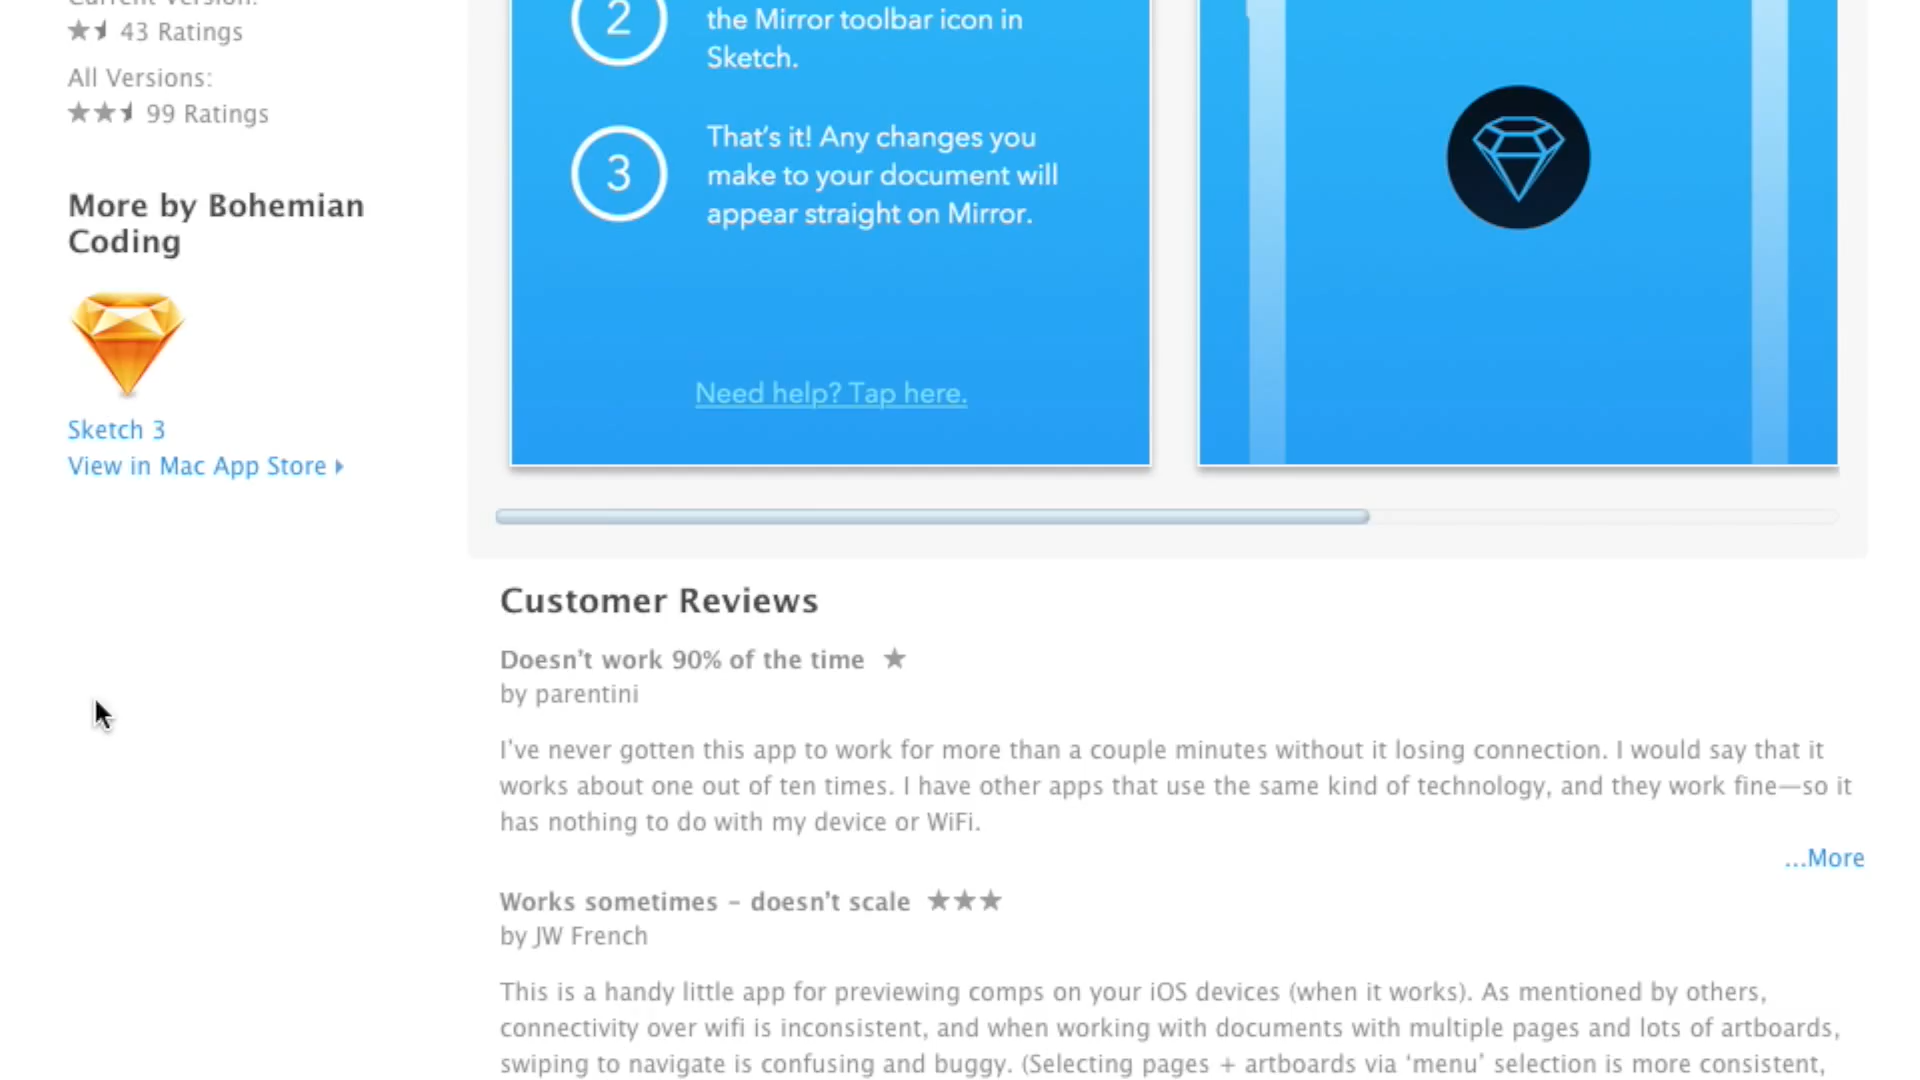 Current Version:
43 Ratings
All Versions:
99 Ratings
More by Bohemian
Coding
Sketch 3
View in Mac App Store
2
the Mirror toolbar icon in
Sketch.
3
That's it! Any changes you
make to your document will
appear straight on Mirror.
Need help? Tap here.
Customer Reviews
Doesn't work 90% of the time ★
by parentini
I've never gotten this app to work for more than a couple minutes without it losing connection. I would say that it
works about one out of ten times. I have other apps that use the same kind of technology, and they work fine—so it
has nothing to do with my device or WiFi.
...More
Works sometimes – doesn't scale ★★★
by JW French
This is a handy little app for previewing comps on your iOS devices (when it works). As mentioned by others,
connectivity over wifi is inconsistent, and when working with documents with multiple pages and lots of artboards,
swiping to navigate is confusing and buggy. (Selecting pages + artboards via ‘menu’ selection is more consistent,